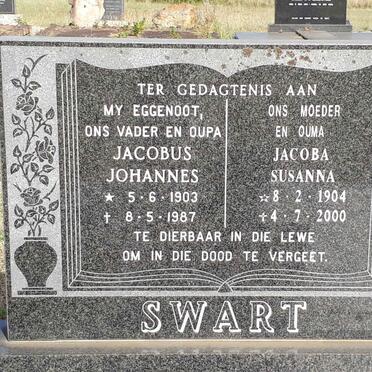 TER GEDAGTENIS AAN
MY EGGENOOT,
ONS VADER EN OUPA
JACOBUS
JOHANNES
★ 5-6-1903
† 8-5-1987
ONS MOEDER
EN OUMA
JACOBA
SUSANNA
☆ 8-2-1904
† 4-7-2000
TE DIERBAAR IN DIE LEWE
OM IN DIE DOOD TE VERGEET.
SWART